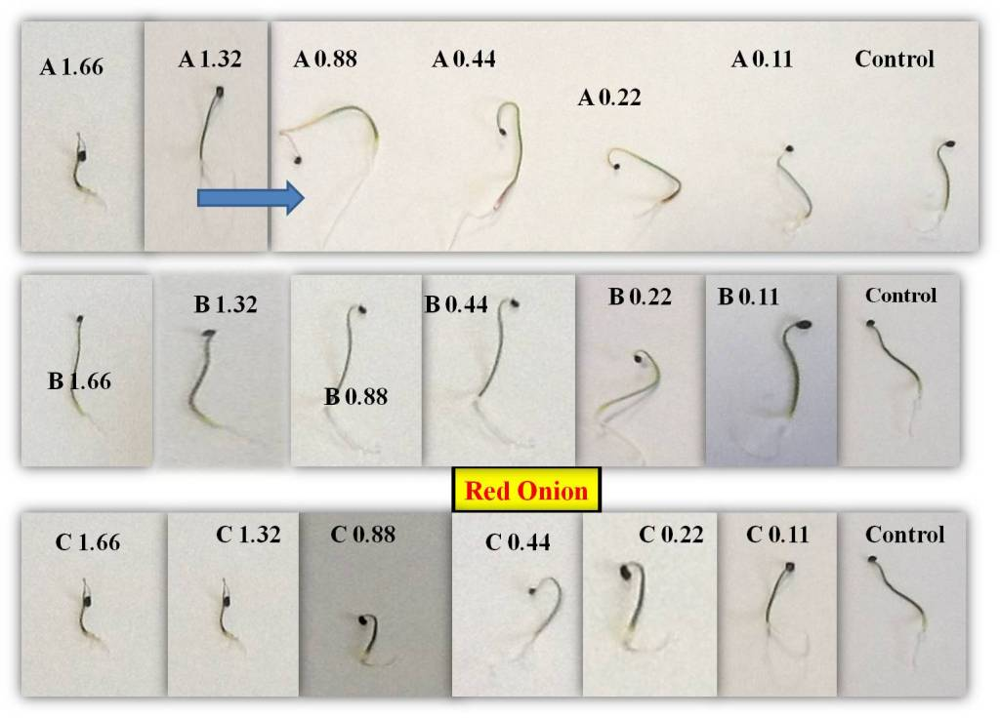 A 1.66
A 1.32
A 0.88
A 0.44
A 0.22
A 0.11
Control
B 1.66
B 1.32
B 0.88
B 0.44
B 0.22
B 0.11
Control
Red Onion
C 1.66
C 1.32
C 0.88
C 0.44
C 0.22
C 0.11
Control